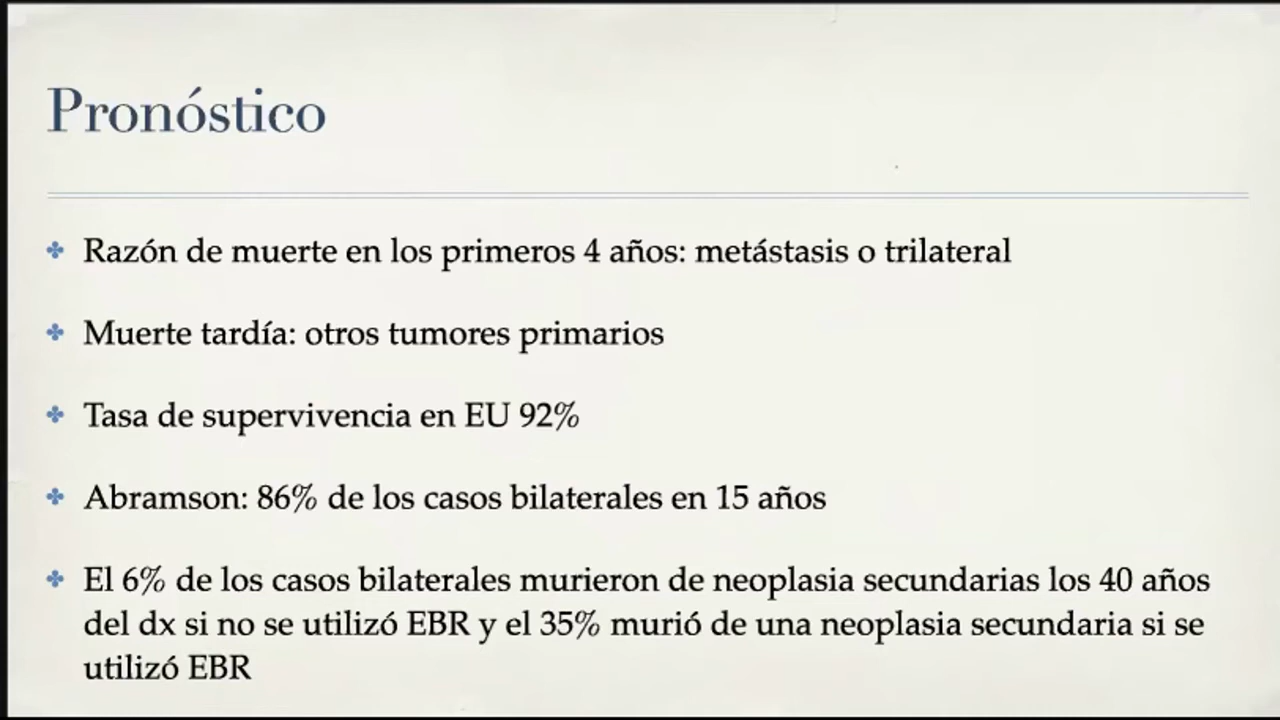 Pronóstico
Razón de muerte en los primeros 4 años: metástasis o trilateral
Muerte tardía: otros tumores primarios
Tasa de supervivencia en EU 92%
Abramson: 86% de los casos bilaterales en 15 años
El 6% de los casos bilaterales murieron de neoplasia secundarias los 40 años
del dx si no se utilizó EBR y el 35% murió de una neoplasia secundaria si se
utilizó EBR